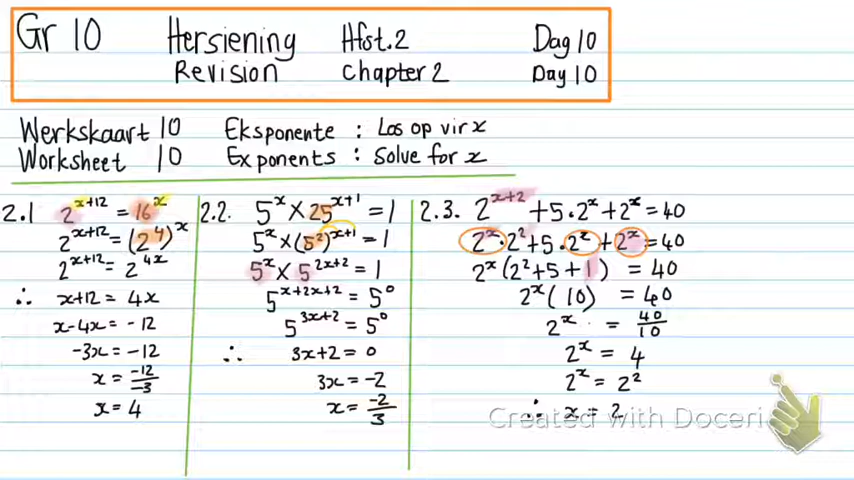 Gr 10 Hersiening Hfst.2 Dag 10
Revision Chapter 2 Day 10
Werkskaart 10 Eksponente : Los op vir x
Worksheet 10 Exponents : Solve for x
2.1 2^{x+12} = 16^x
2^{x+12} = (2^4)^x
2^{x+12} = 2^{4x}
∴ x+12 = 4x
x-4x = -12
-3x = -12
x = -12/-3
x = 4
2.2. 5^x × 25^{x+1} = 1
5^x × (5^2)^{x+1} = 1
5^x × 5^{2x+2} = 1
5^{x+2x+2} = 5^0
5^{3x+2} = 5^0
∴ 3x+2 = 0
3x = -2
x = -2/3
2.3. 2^{x+2} + 5·2^x + 2^x = 40
2^x·2^2 + 5·2^x + 2^x = 40
2^x(2^2 + 5 + 1) = 40
2^x(10) = 40
2^x = 40/10
2^x = 4
2^x = 2^2
∴ x = 2
Created with Doceri